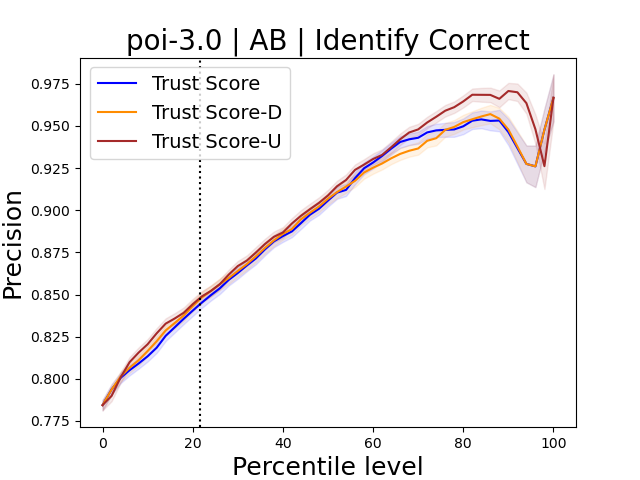 poi-3.0 | AB | Identify Correct
Trust Score
Trust Score-D
Trust Score-U
Precision
0.975
0.950
0.925
0.900
0.875
0.850
0.825
0.800
0.775
0 20 40 60 80 100
Percentile level